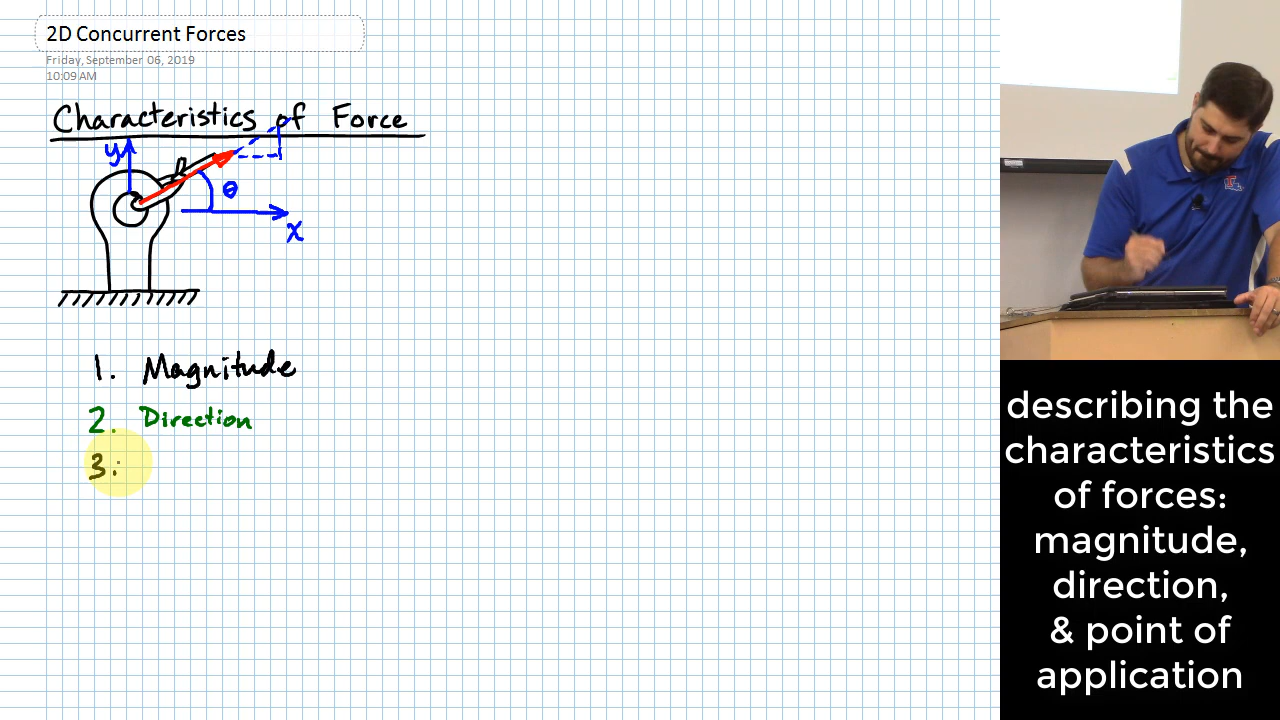 2D Concurrent Forces
Friday, September 06, 2019
10:09 AM
Characteristics of Force
y
θ
x
1. Magnitude
2. Direction
3.
describing the
characteristics
of forces:
magnitude,
direction,
& point of
application